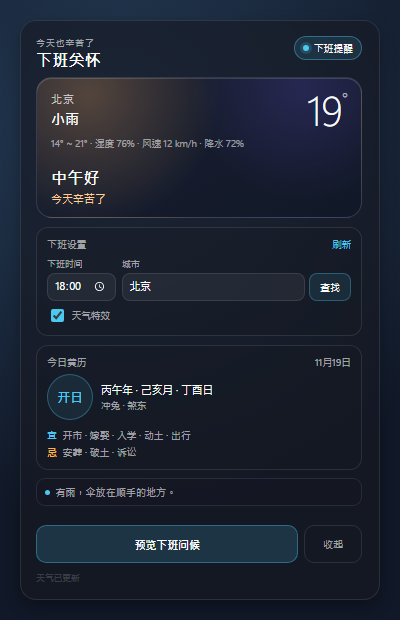 今天也辛苦了
下班关怀
下班提醒
北京
小雨
19°
14° ~ 21° · 湿度 76% · 风速 12 km/h · 降水 72%
中午好
今天辛苦了
下班设置
刷新
下班时间
城市
18:00
北京
查找
天气特效
今日黄历
11月19日
开日
丙午年 · 己亥月 · 丁酉日
冲兔 · 煞东
宜 开市 · 嫁娶 · 入学 · 动土 · 出行
忌 安葬 · 破土 · 诉讼
有雨，伞放在顺手的地方。
预览下班问候
收起
天气已更新